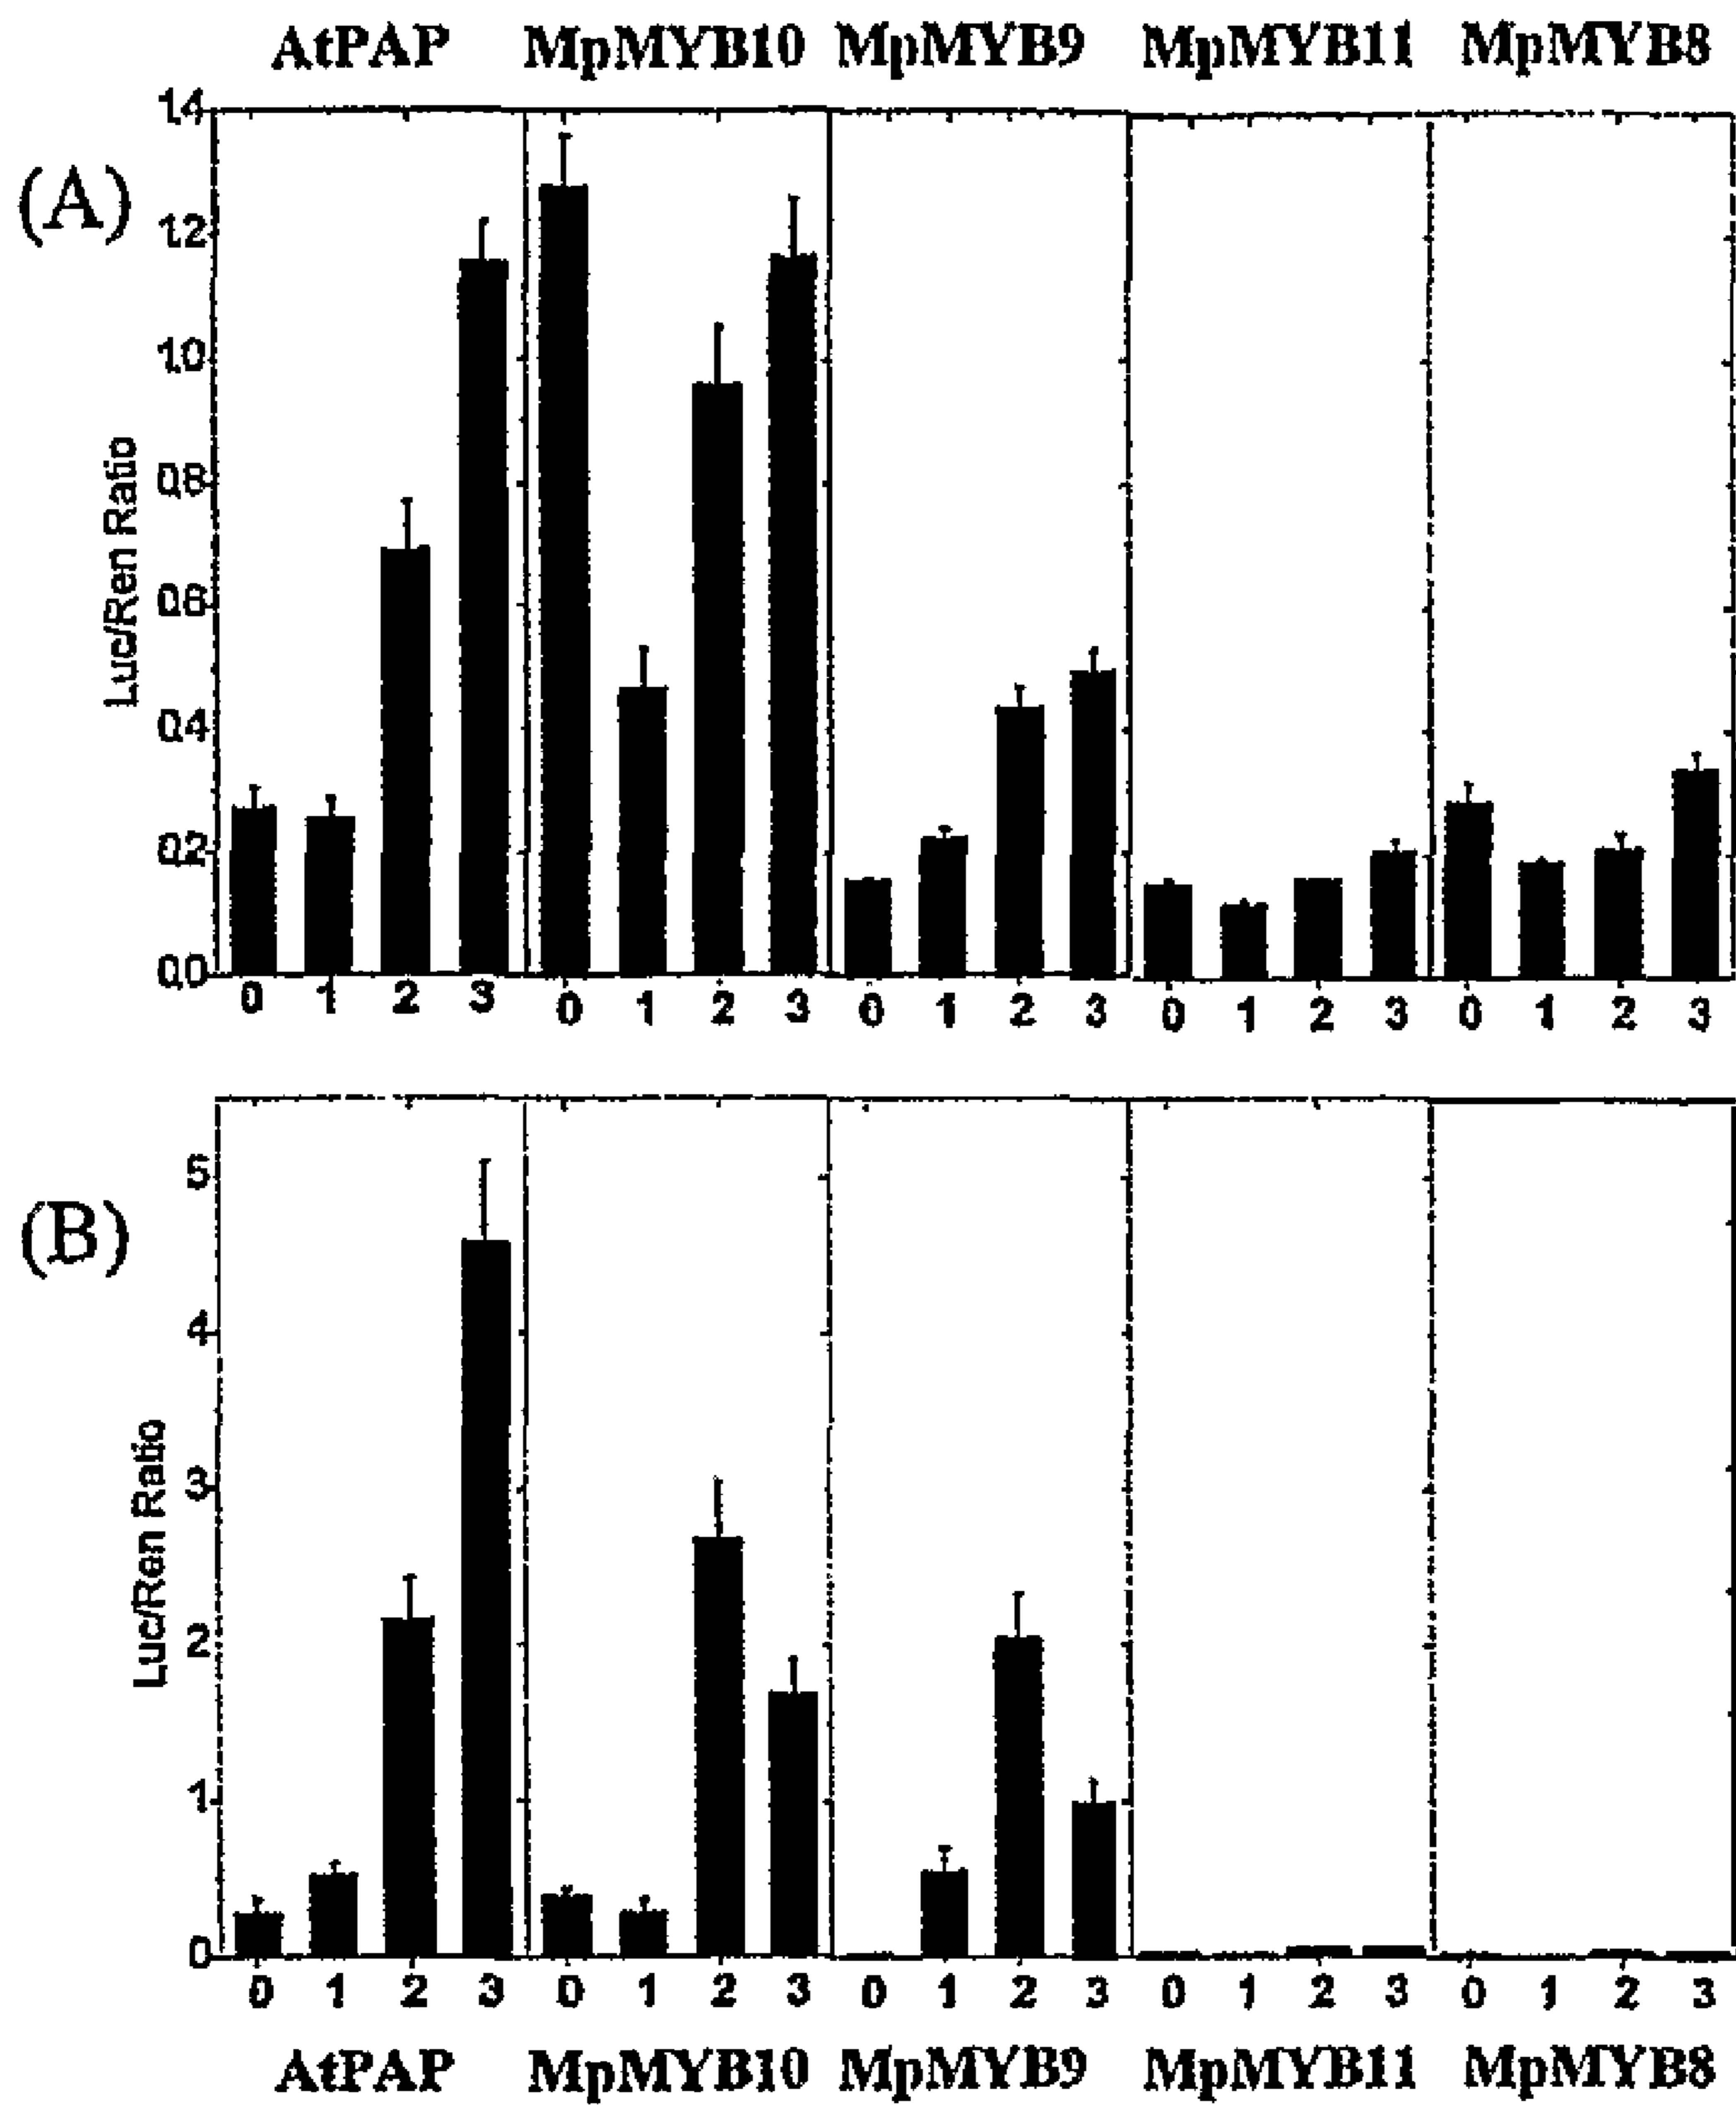 AtPAP MpMYB10 MpMYB9 MpMYB11 MpMYB8
(A)
Luc/Ren Ratio
1.4
1.2
1.0
0.8
0.6
0.4
0.2
0.0
0 1 2 3 0 1 2 3 0 1 2 3 0 1 2 3 0 1 2 3
(B)
Luc/Ren Ratio
5
4
3
2
1
0
0 1 2 3 0 1 2 3 0 1 2 3 0 1 2 3 0 1 2 3
AtPAP MpMYB10 MpMYB9 MpMYB11 MpMYB8